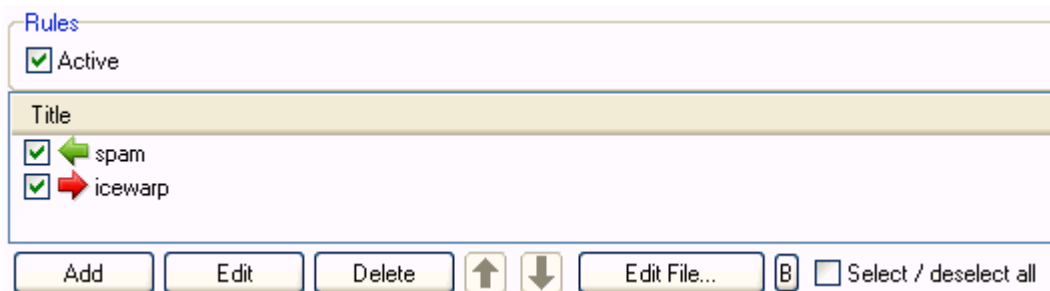 Rules
Active
Title
spam
icewarp
Add Edit Delete Edit File... B Select / deselect all